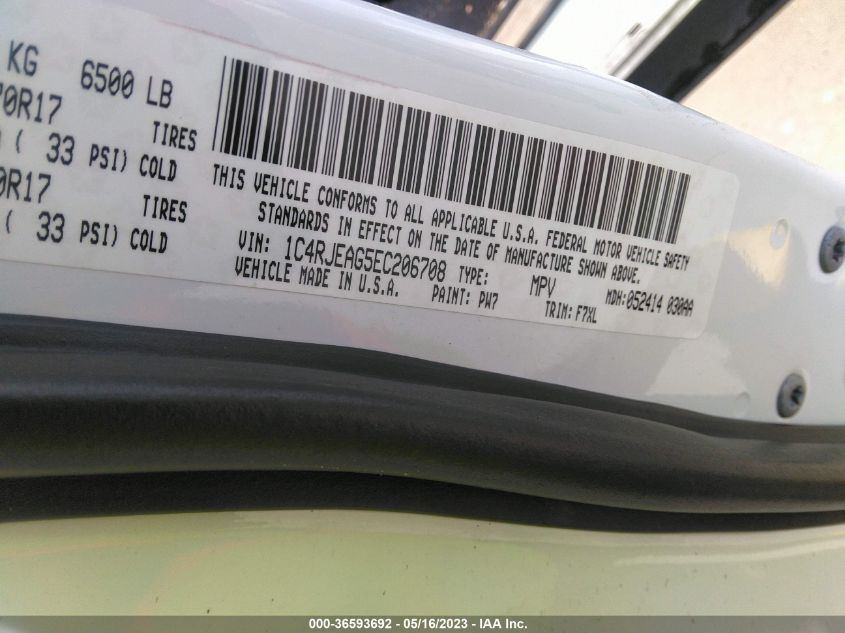 KG 6500 LB
70R17 TIRES
( 33 PSI) COLD
0R17 TIRES
( 33 PSI) COLD
THIS VEHICLE CONFORMS TO ALL APPLICABLE U.S.A. FEDERAL MOTOR VEHICLE SAFETY
STANDARDS IN EFFECT ON THE DATE OF MANUFACTURE SHOWN ABOVE.
VIN: 1C4RJEAG5EC206708 TYPE: MPV MDH:052414 030AA
VEHICLE MADE IN U.S.A. PAINT: PW7 TRIM: F7XL
000-36593692 - 05/16/2023 - IAA Inc.